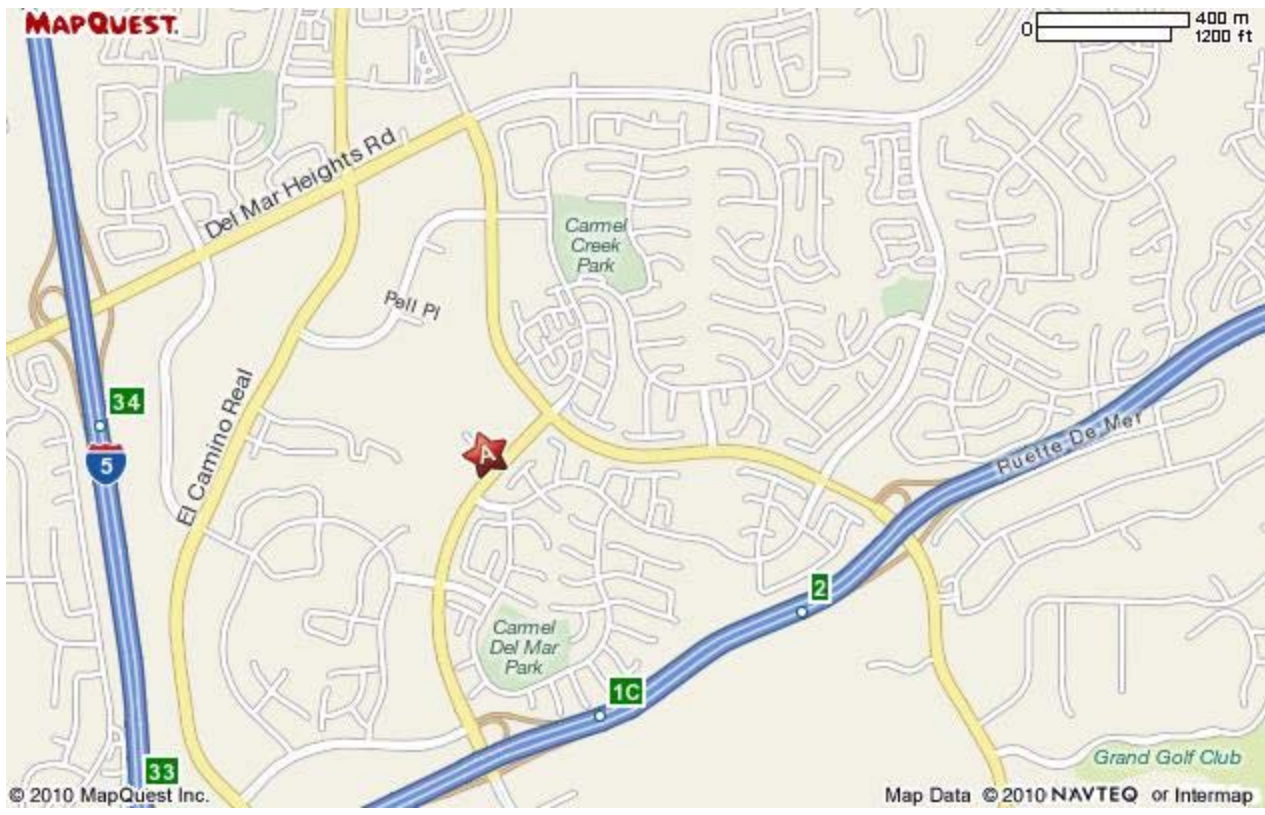 MAPQUEST.
0
400 m
1200 ft
Del Mar Heights Rd
Carmel
Creek
Park
Pell Pl
34
5
El Camino Real
A
Ruette De Mer
2
Carmel
Del Mar
Park
1C
33
Grand Golf Club
© 2010 MapQuest Inc.
Map Data © 2010 NAVTEQ or Intermap